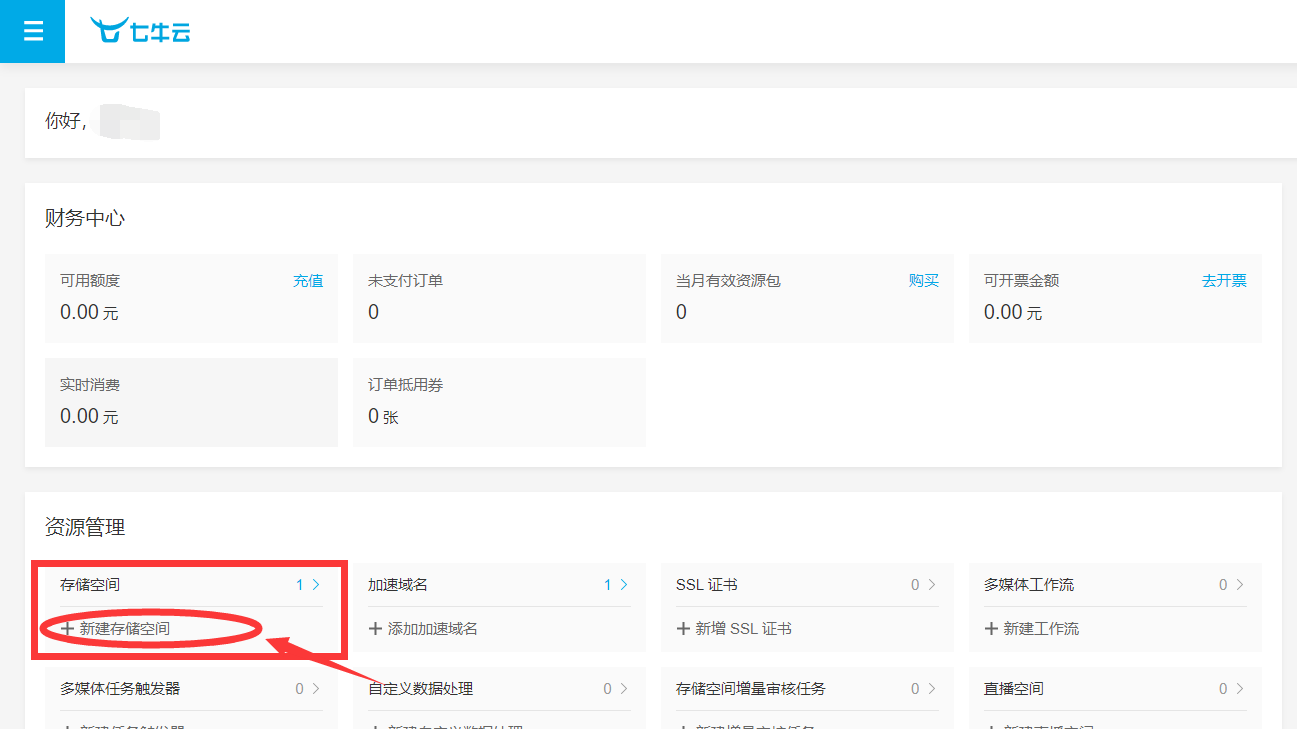 七牛云
你好,
财务中心
可用额度 充值
0.00 元
未支付订单
0
当月有效资源包 购买
0
可开票金额 去开票
0.00 元
实时消费
0.00 元
订单抵用券
0 张
资源管理
存储空间 1
+ 新建存储空间
加速域名 1
+ 添加加速域名
SSL 证书 0
+ 新增 SSL 证书
多媒体工作流 0
+ 新建工作流
多媒体任务触发器 0
自定义数据处理 0
存储空间增量审核任务 0
直播空间 0